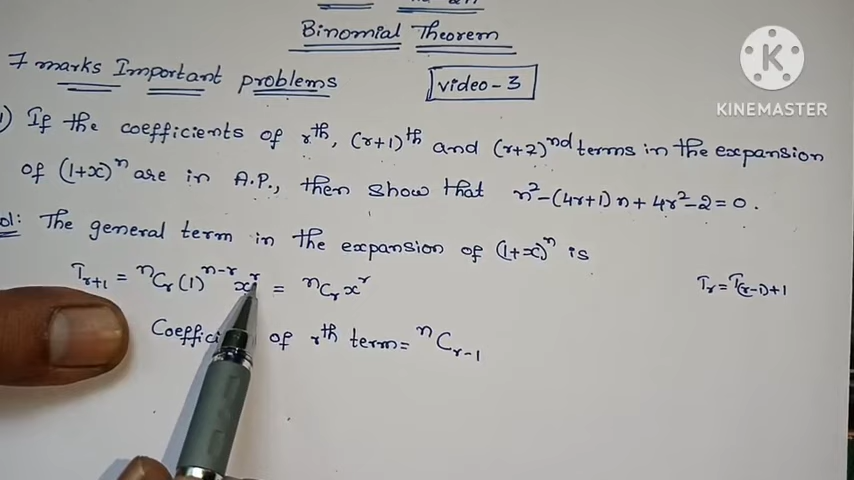 Binomial Theorem
7 marks Important problems
video-3
K
KINEMASTER
) If the coefficients of rth, (r+1)th and (r+2)nd terms in the expansion
of (1+x)^n are in A.P., then show that n²-(4r+1)n+4r²-2=0.
ol: The general term in the expansion of (1+x)^n is
T_{r+1} = ^nC_r (1)^{n-r} x^r = ^nC_r x^r
T_r = T_{(r-1)+1}
Coeffici of rth term = ^nC_{r-1}